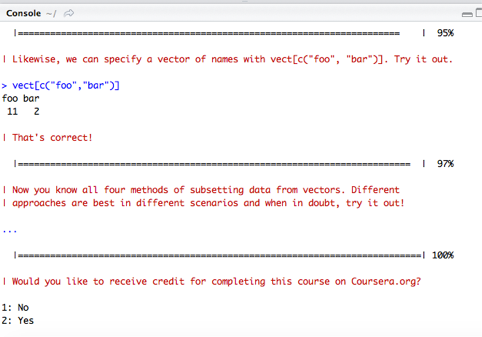 Console ~/
|======================================================================    |  95%
| Likewise, we can specify a vector of names with vect[c("foo", "bar")]. Try it out.
> vect[c("foo","bar")]
foo bar
 11   2
| That's correct!
|========================================================================  |  97%
| Now you know all four methods of subsetting data from vectors. Different
| approaches are best in different scenarios and when in doubt, try it out!
...
|==========================================================================| 100%
| Would you like to receive credit for completing this course on Coursera.org?
1: No
2: Yes